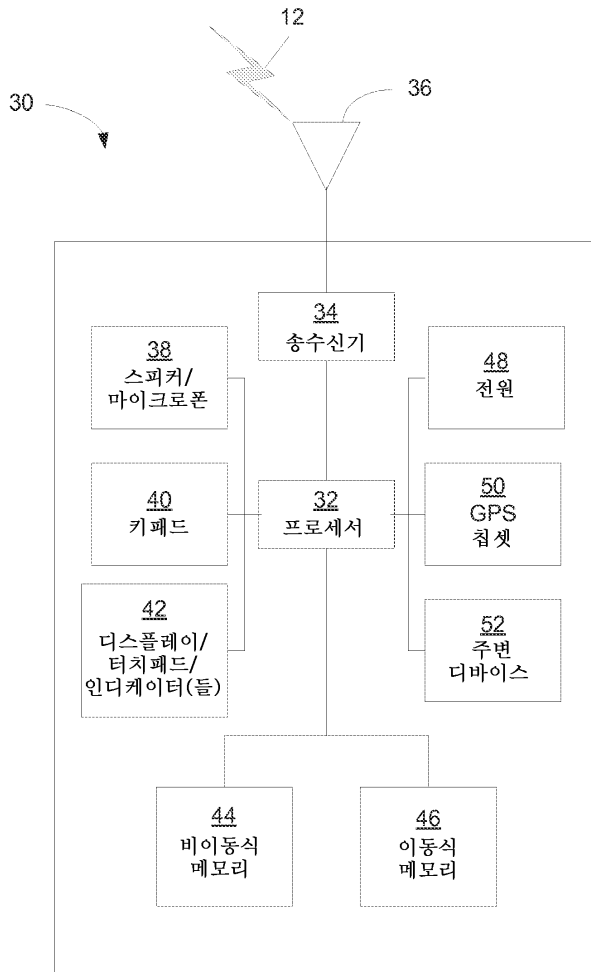 12
36
30
34
송수신기
38
스피커/
마이크로폰
48
전원
40
키패드
32
프로세서
50
GPS
칩셋
42
디스플레이/
터치패드/
인디케이터(들)
52
주변
디바이스
44
비이동식
메모리
46
이동식
메모리